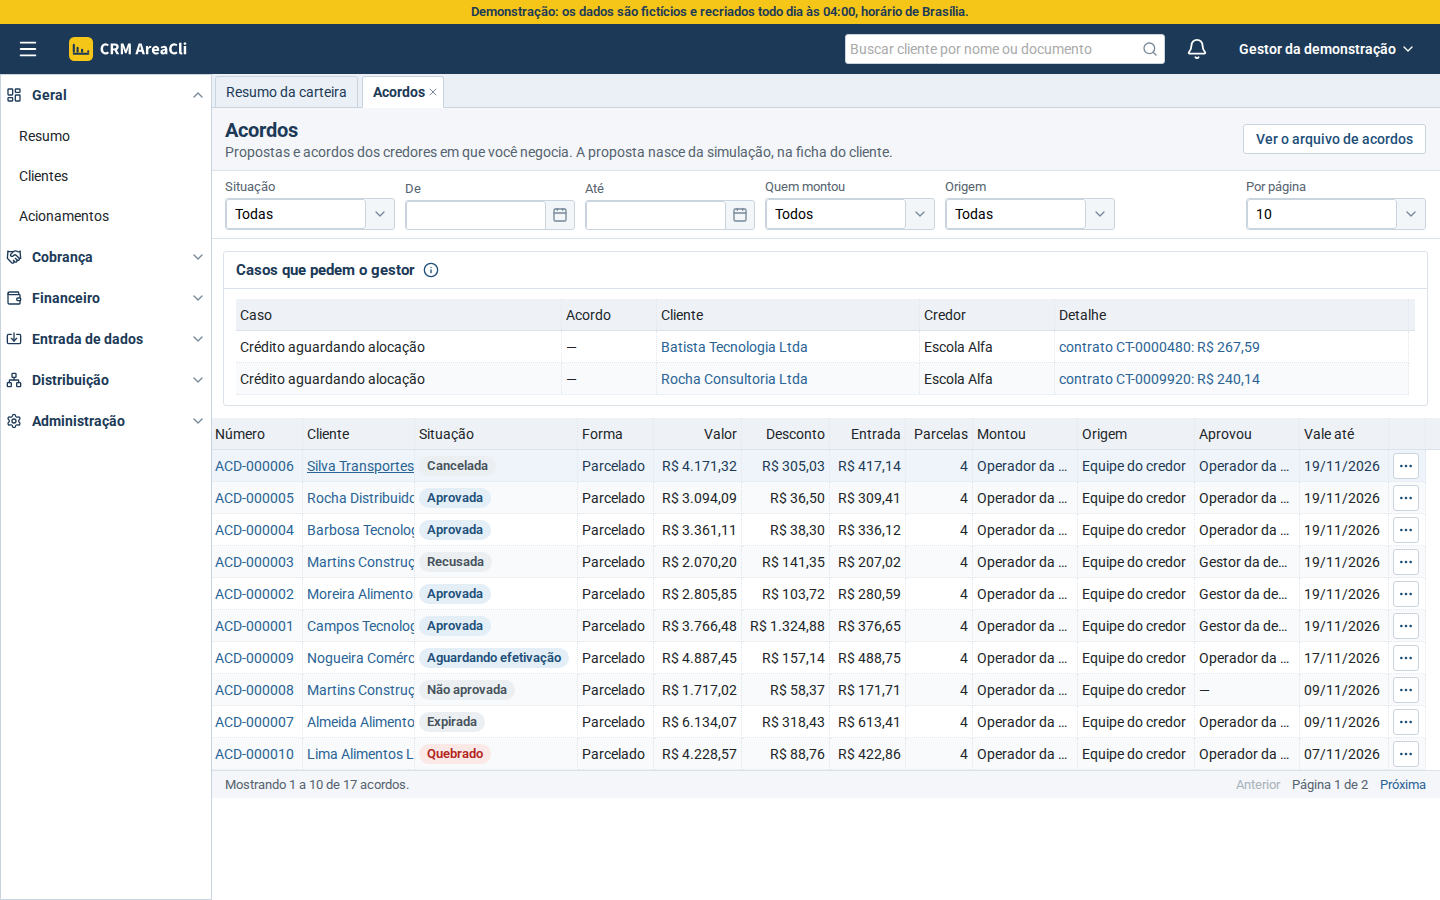 Demonstração: os dados são fictícios e recriados todo dia às 04:00, horário de Brasília.
CRM AreaCli
Buscar cliente por nome ou documento
Gestor da demonstração
Geral
Resumo
Clientes
Acionamentos
Cobrança
Financeiro
Entrada de dados
Distribuição
Administração
Resumo da carteira
Acordos
Acordos
Propostas e acordos dos credores em que você negocia. A proposta nasce da simulação, na ficha do cliente.
Ver o arquivo de acordos
Situação De Até Quem montou Origem Por página
Todas Todos Todas 10
Casos que pedem o gestor
Caso Acordo Cliente Credor Detalhe
Crédito aguardando alocação — Batista Tecnologia Ltda Escola Alfa contrato CT-0000480: R$ 267,59
Crédito aguardando alocação — Rocha Consultoria Ltda Escola Alfa contrato CT-0009920: R$ 240,14
Número Cliente Situação Forma Valor Desconto Entrada Parcelas Montou Origem Aprovou Vale até
ACD-000006 Silva Transportes Cancelada Parcelado R$ 4.171,32 R$ 305,03 R$ 417,14 4 Operador da ... Equipe do credor Operador da ... 19/11/2026
ACD-000005 Rocha Distribuido Aprovada Parcelado R$ 3.094,09 R$ 36,50 R$ 309,41 4 Operador da ... Equipe do credor Operador da ... 19/11/2026
ACD-000004 Barbosa Tecnolog Aprovada Parcelado R$ 3.361,11 R$ 38,30 R$ 336,12 4 Operador da ... Equipe do credor Operador da ... 19/11/2026
ACD-000003 Martins Construç Recusada Parcelado R$ 2.070,20 R$ 141,35 R$ 207,02 4 Operador da ... Equipe do credor Gestor da de... 19/11/2026
ACD-000002 Moreira Alimento Aprovada Parcelado R$ 2.805,85 R$ 103,72 R$ 280,59 4 Operador da ... Equipe do credor Gestor da de... 19/11/2026
ACD-000001 Campos Tecnolog Aprovada Parcelado R$ 3.766,48 R$ 1.324,88 R$ 376,65 4 Operador da ... Equipe do credor Gestor da de... 19/11/2026
ACD-000009 Nogueira Comérc Aguardando efetivação Parcelado R$ 4.887,45 R$ 157,14 R$ 488,75 4 Operador da ... Equipe do credor Operador da ... 17/11/2026
ACD-000008 Martins Construç Não aprovada Parcelado R$ 1.717,02 R$ 58,37 R$ 171,71 4 Operador da ... Equipe do credor — 09/11/2026
ACD-000007 Almeida Alimento Expirada Parcelado R$ 6.134,07 R$ 318,43 R$ 613,41 4 Operador da ... Equipe do credor Operador da ... 09/11/2026
ACD-000010 Lima Alimentos L Quebrado Parcelado R$ 4.228,57 R$ 88,76 R$ 422,86 4 Operador da ... Equipe do credor Operador da ... 07/11/2026
Mostrando 1 a 10 de 17 acordos.
Anterior Página 1 de 2 Próxima